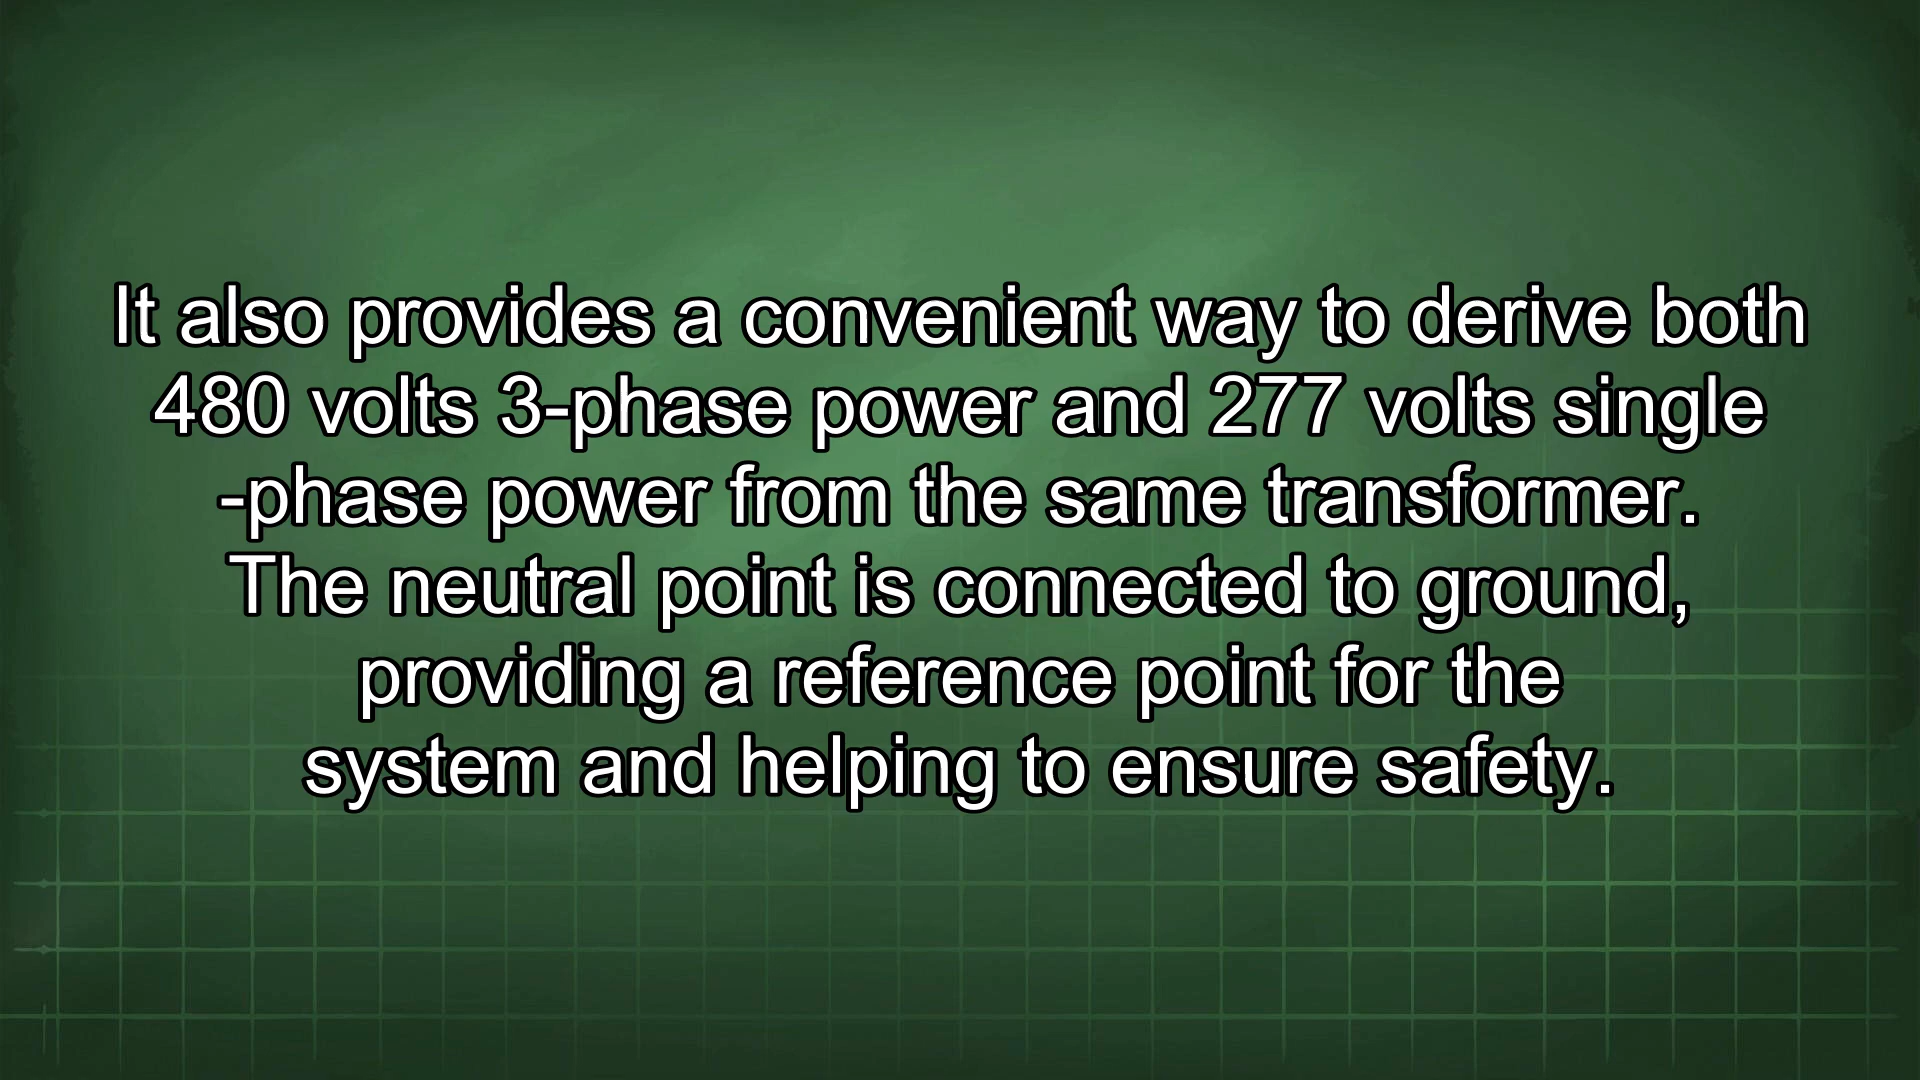 It also provides a convenient way to derive both
480 volts 3-phase power and 277 volts single
-phase power from the same transformer.
The neutral point is connected to ground,
providing a reference point for the
system and helping to ensure safety.